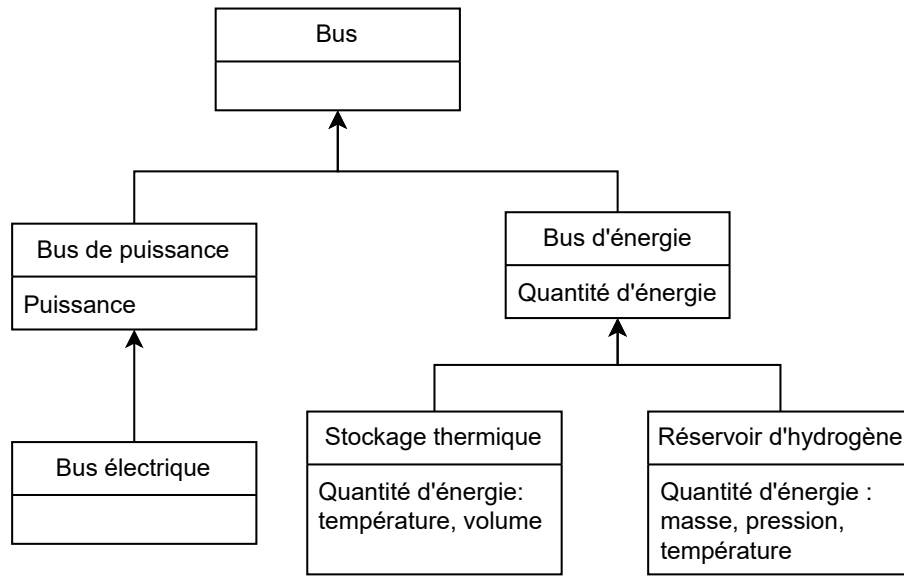 Bus
Bus de puissance
Puissance
Bus d'énergie
Quantité d'énergie
Bus électrique
Stockage thermique
Quantité d'énergie:
température, volume
Réservoir d'hydrogène
Quantité d'énergie :
masse, pression,
température